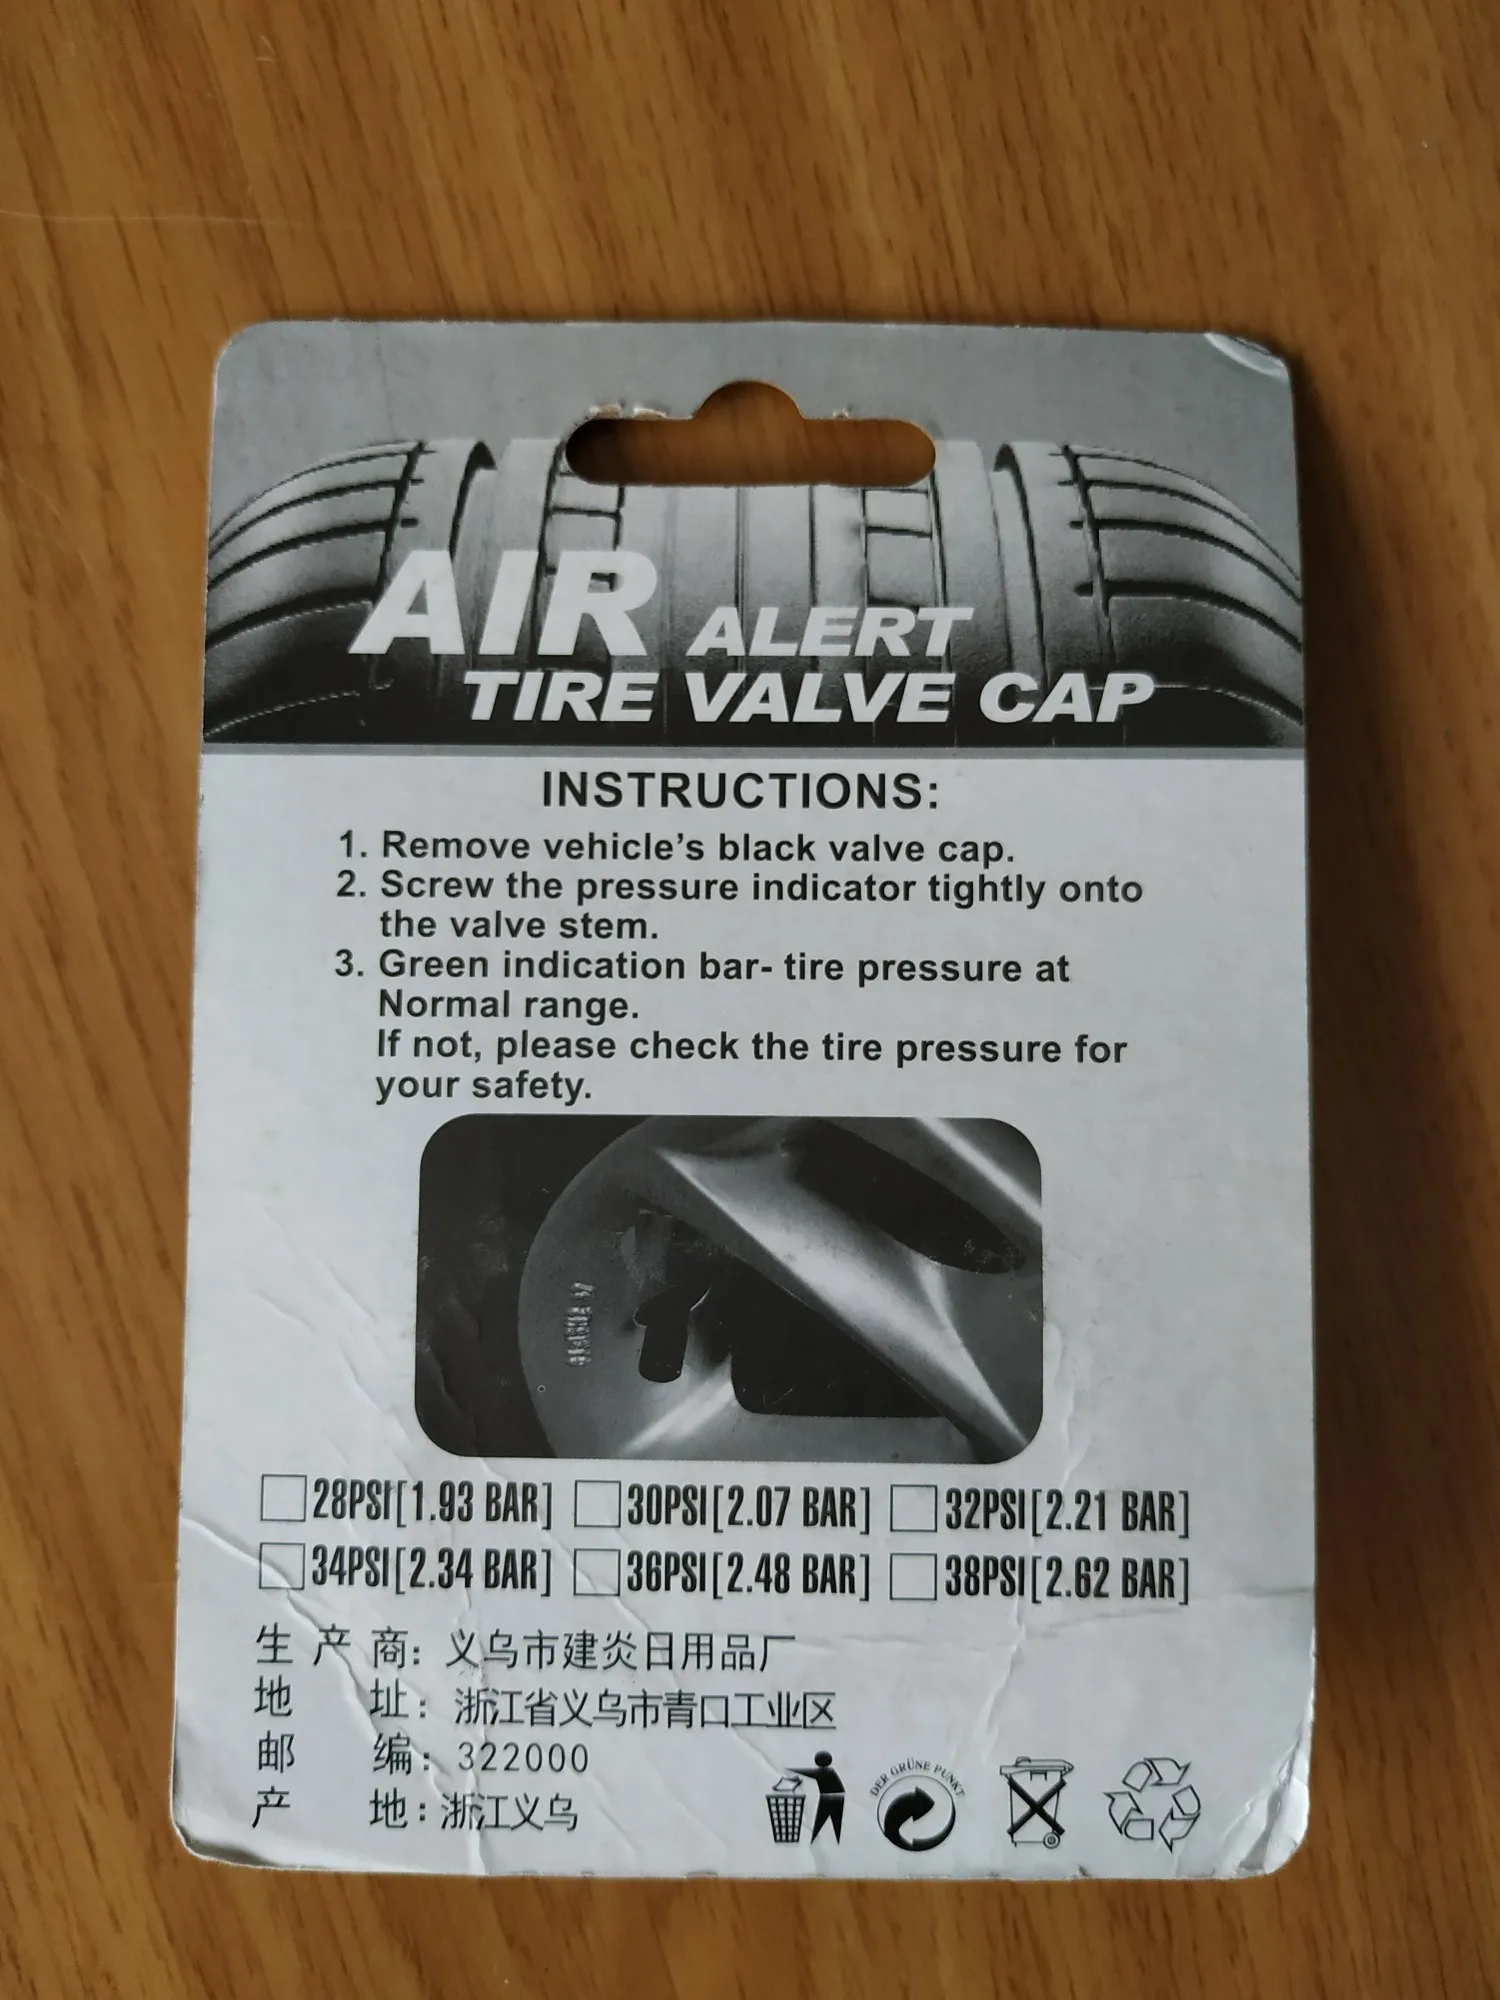 AIR ALERT
TIRE VALVE CAP
INSTRUCTIONS:
1. Remove vehicle's black valve cap.
2. Screw the pressure indicator tightly onto
the valve stem.
3. Green indication bar- tire pressure at
Normal range.
If not, please check the tire pressure for
your safety.
28PSI[1.93 BAR] 30PSI[2.07 BAR] 32PSI[2.21 BAR]
34PSI[2.34 BAR] 36PSI[2.48 BAR] 38PSI[2.62 BAR]
生产商: 义乌市建炎日用品厂
地址: 浙江省义乌市青口工业区
邮编: 322000
产地: 浙江义乌
DER GRÜNE PUNKT